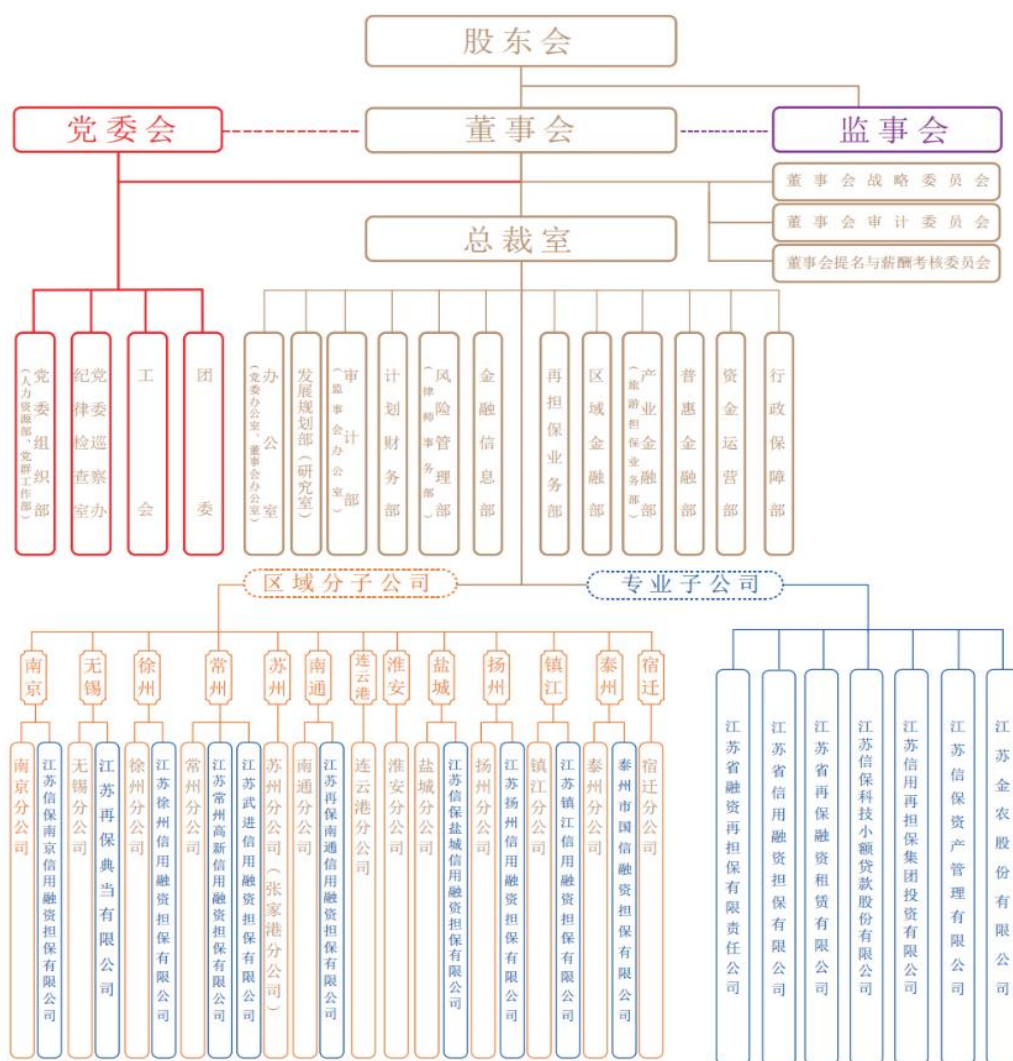 股东会
党委会
董事会
监事会
董事会战略委员会
董事会审计委员会
董事会提名与薪酬考核委员会
总裁室
党委组织部
(人力资源部、党群工作部)
党委巡察办
纪律检查室
工会
团委
办公室
(党委办公室、董事会办公室)
发展规划部(研究室)
审计部
(监事会办公室)
计划财务部
风险管理部
(律师事务部)
金融信息部
再担保业务部
区域金融部
产业金融部
(旅游担保业务部)
普惠金融部
资金运营部
行政保障部
区域分子公司
专业子公司
南京
无锡
徐州
常州
苏州
南通
连云港
淮安
盐城
扬州
镇江
泰州
宿迁
南京分公司
江苏信保南京信用融资担保有限公司
无锡分公司
江苏再保典当有限公司
徐州分公司
江苏徐州信用融资担保有限公司
常州分公司
江苏常州高新信用融资担保有限公司
江苏武进信用融资担保有限公司
苏州分公司(张家港分公司)
南通分公司
江苏再保南通信用融资担保有限公司
连云港分公司
淮安分公司
盐城分公司
江苏信保盐城信用融资担保有限公司
扬州分公司
江苏扬州信用融资担保有限公司
镇江分公司
江苏镇江信用融资担保有限公司
泰州分公司
泰州市国信融资担保有限公司
宿迁分公司
江苏省融资再担保有限责任公司
江苏省信用融资担保有限公司
江苏省再保融资租赁有限公司
江苏信保科技小额贷款股份有限公司
江苏信用再担保集团投资有限公司
江苏信保资产管理有限公司
江苏金农股份有限公司